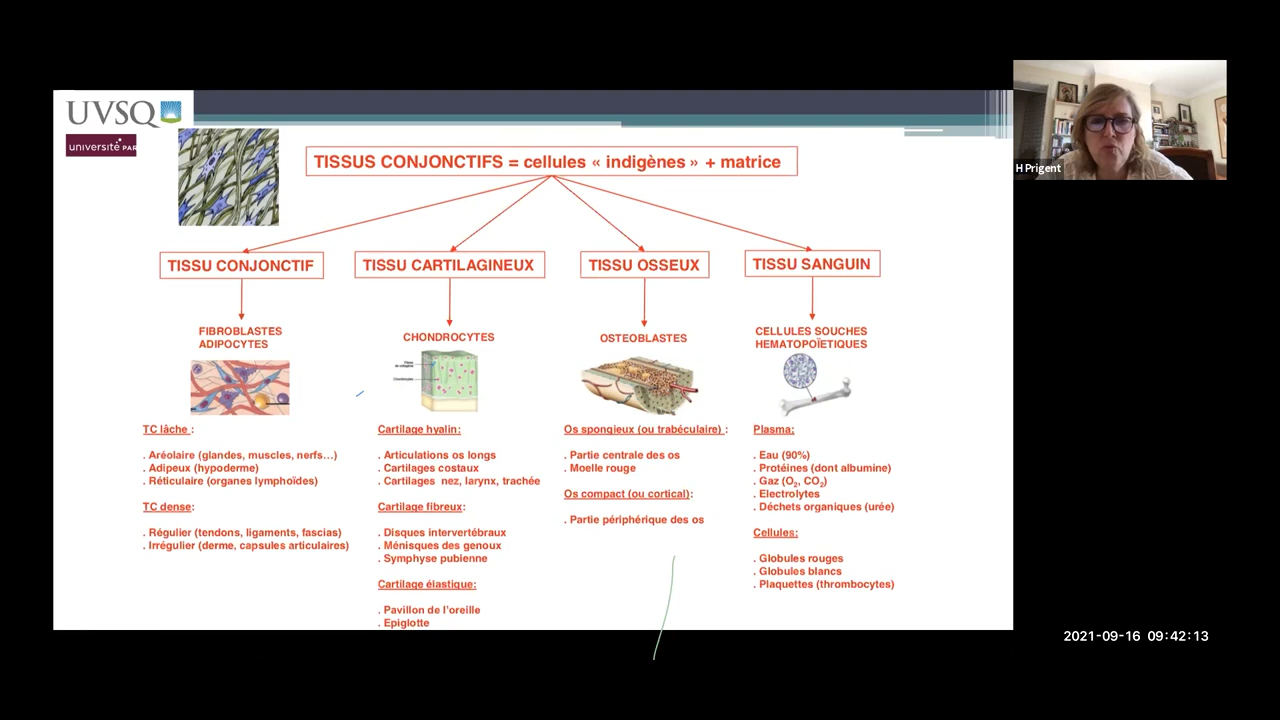 UVSQ
université PAR
TISSUS CONJONCTIFS = cellules « indigènes » + matrice
TISSU CONJONCTIF
TISSU CARTILAGINEUX
TISSU OSSEUX
TISSU SANGUIN
FIBROBLASTES
ADIPOCYTES
CHONDROCYTES
OSTEOBLASTES
CELLULES SOUCHES
HEMATOPOÏETIQUES
TC lâche :
. Aréolaire (glandes, muscles, nerfs…)
. Adipeux (hypoderme)
. Réticulaire (organes lymphoïdes)
TC dense:
. Régulier (tendons, ligaments, fascias)
. Irrégulier (derme, capsules articulaires)
Chondrocytes
Cartilage hyalin:
. Articulations os longs
. Cartilages costaux
. Cartilages nez, larynx, trachée
Cartilage fibreux:
. Disques intervertébraux
. Ménisques des genoux
. Symphyse pubienne
Cartilage élastique:
. Pavillon de l'oreille
. Epiglotte
Os spongieux (ou trabéculaire) :
. Partie centrale des os
. Moelle rouge
Os compact (ou cortical):
. Partie périphérique des os
Plasma:
. Eau (90%)
. Protéines (dont albumine)
. Gaz (O2, CO2)
. Electrolytes
. Déchets organiques (urée)
Cellules:
. Globules rouges
. Globules blancs
. Plaquettes (thrombocytes)
H Prigent
2021-09-16 09:42:13